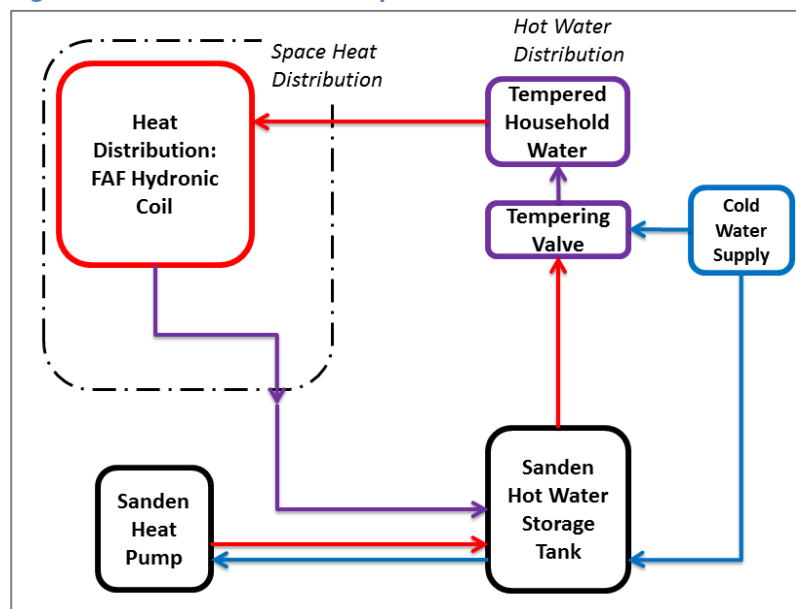 Space Heat
Distribution
Hot Water
Distribution
Heat
Distribution:
FAF Hydronic
Coil
Tempered
Household
Water
Tempering
Valve
Cold
Water
Supply
Sanden
Heat
Pump
Sanden
Hot Water
Storage
Tank